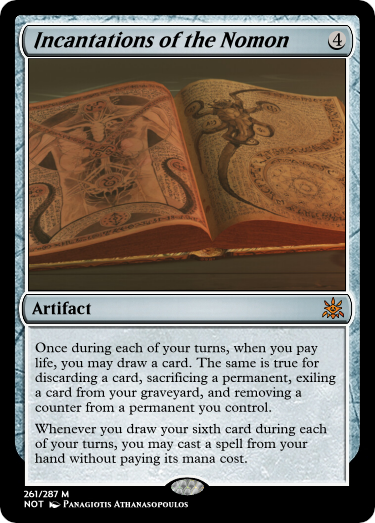 Incantations of the Nomon
4
Artifact
Once during each of your turns, when you pay
life, you may draw a card. The same is true for
discarding a card, sacrificing a permanent, exiling
a card from your graveyard, and removing a
counter from a permanent you control.
Whenever you draw your sixth card during each
of your turns, you may cast a spell from your
hand without paying its mana cost.
261/287 M
NOT Panagiotis Athanasopoulos